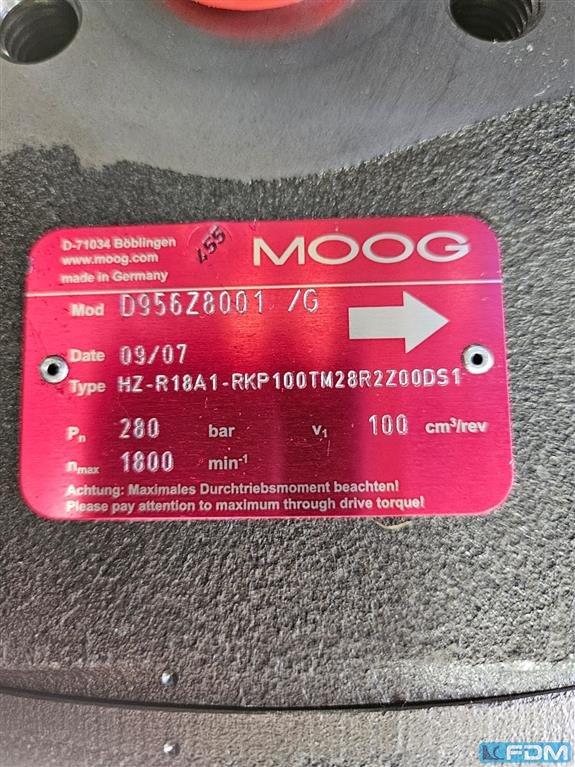 D-71034 Böblingen
www.moog.com
made in Germany
455
MOOG
Mod D956Z8001 /G
Date 09/07
Type HZ-R18A1-RKP100TM28R2Z00DS1
Pn 280 bar V1 100 cm³/rev
nmax 1800 min-1
Achtung: Maximales Durchtriebsmoment beachten!
Please pay attention to maximum through drive torque!
FDM